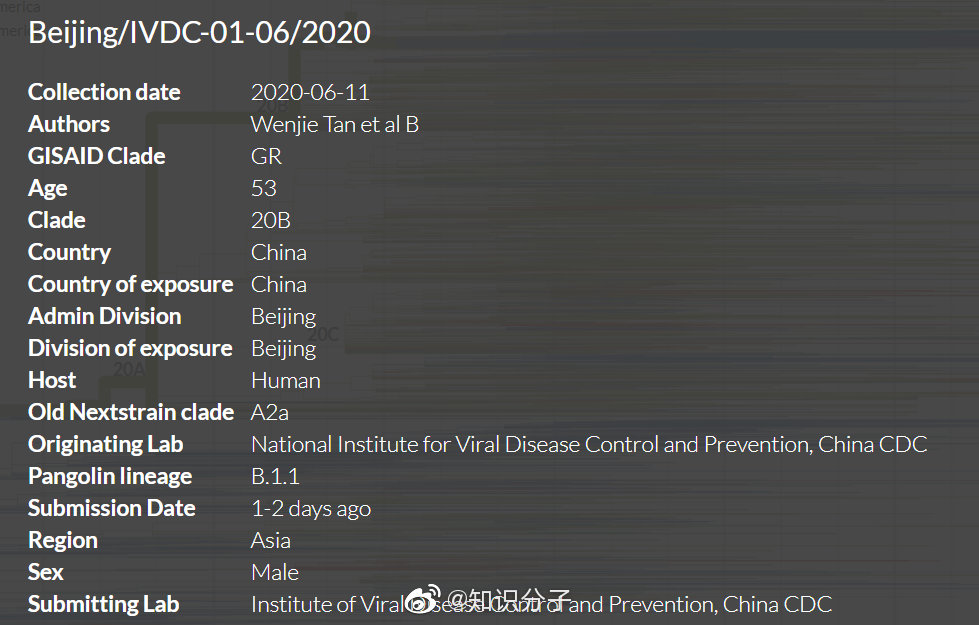 merica
Beijing/IVDC-01-06/2020
Collection date 2020-06-11
Authors Wenjie Tan et al B
GISAID Clade GR
Age 53
Clade 20B
Country China
Country of exposure China
Admin Division Beijing
20C
Division of exposure Beijing
20A
Host Human
Old Nextstrain clade A2a
Originating Lab National Institute for Viral Disease Control and Prevention, China CDC
Pangolin lineage B.1.1
Submission Date 1-2 days ago
Region Asia
Sex Male
Submitting Lab Institute of Viral Disease Control and Prevention, China CDC
@知识分子